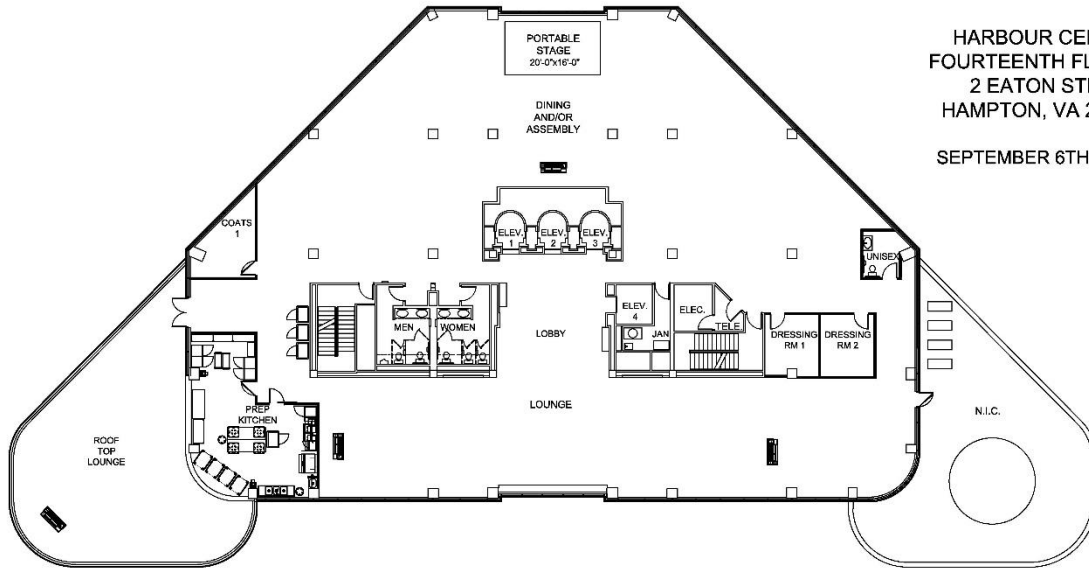 HARBOUR CE
FOURTEENTH FL
2 EATON ST
HAMPTON, VA 2
SEPTEMBER 6TH
PORTABLE
STAGE
20'-0"x16'-0"
DINING
AND/OR
ASSEMBLY
COATS
1
ELEV.
1
ELEV.
2
ELEV.
3
UNISEX
MEN
WOMEN
LOBBY
ELEV.
4
JAN
ELEC.
TELE.
DRESSING
RM 1
DRESSING
RM 2
LOUNGE
PREP
KITCHEN
ROOF
TOP
LOUNGE
N.I.C.